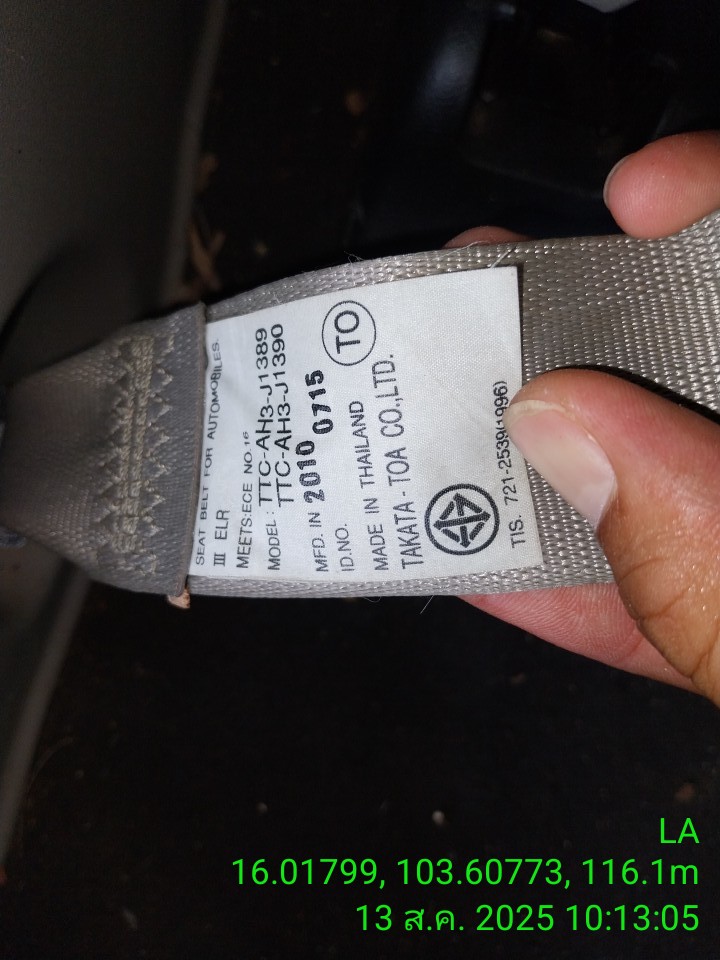 SEAT BELT FOR AUTOMOBILES.
III ELR
MEETS:ECE NO.16
MODEL: TTC-AH3-J1389
TTC-AH3-J1390
MFD. IN 2010 0715
ID.NO.
TO
MADE IN THAILAND
TAKATA-TOA CO.,LTD.
TIS. 721-2539(1996)
LA
16.01799, 103.60773, 116.1m
13 ส.ค. 2025 10:13:05